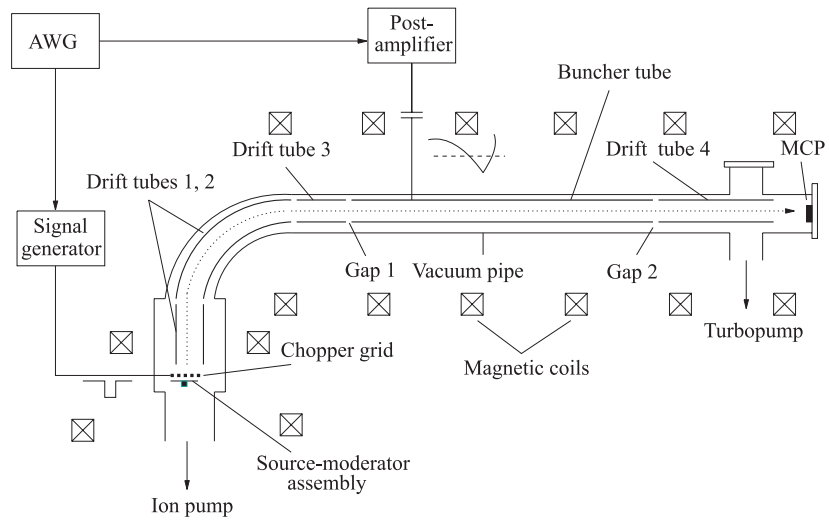 AWG
Post-
amplifier
Buncher tube
Drift tube 3
Drift tube 4
MCP
Drift tubes 1, 2
Signal
generator
Gap 1
Vacuum pipe
Gap 2
Turbopump
Chopper grid
Magnetic coils
Source-moderator
assembly
Ion pump